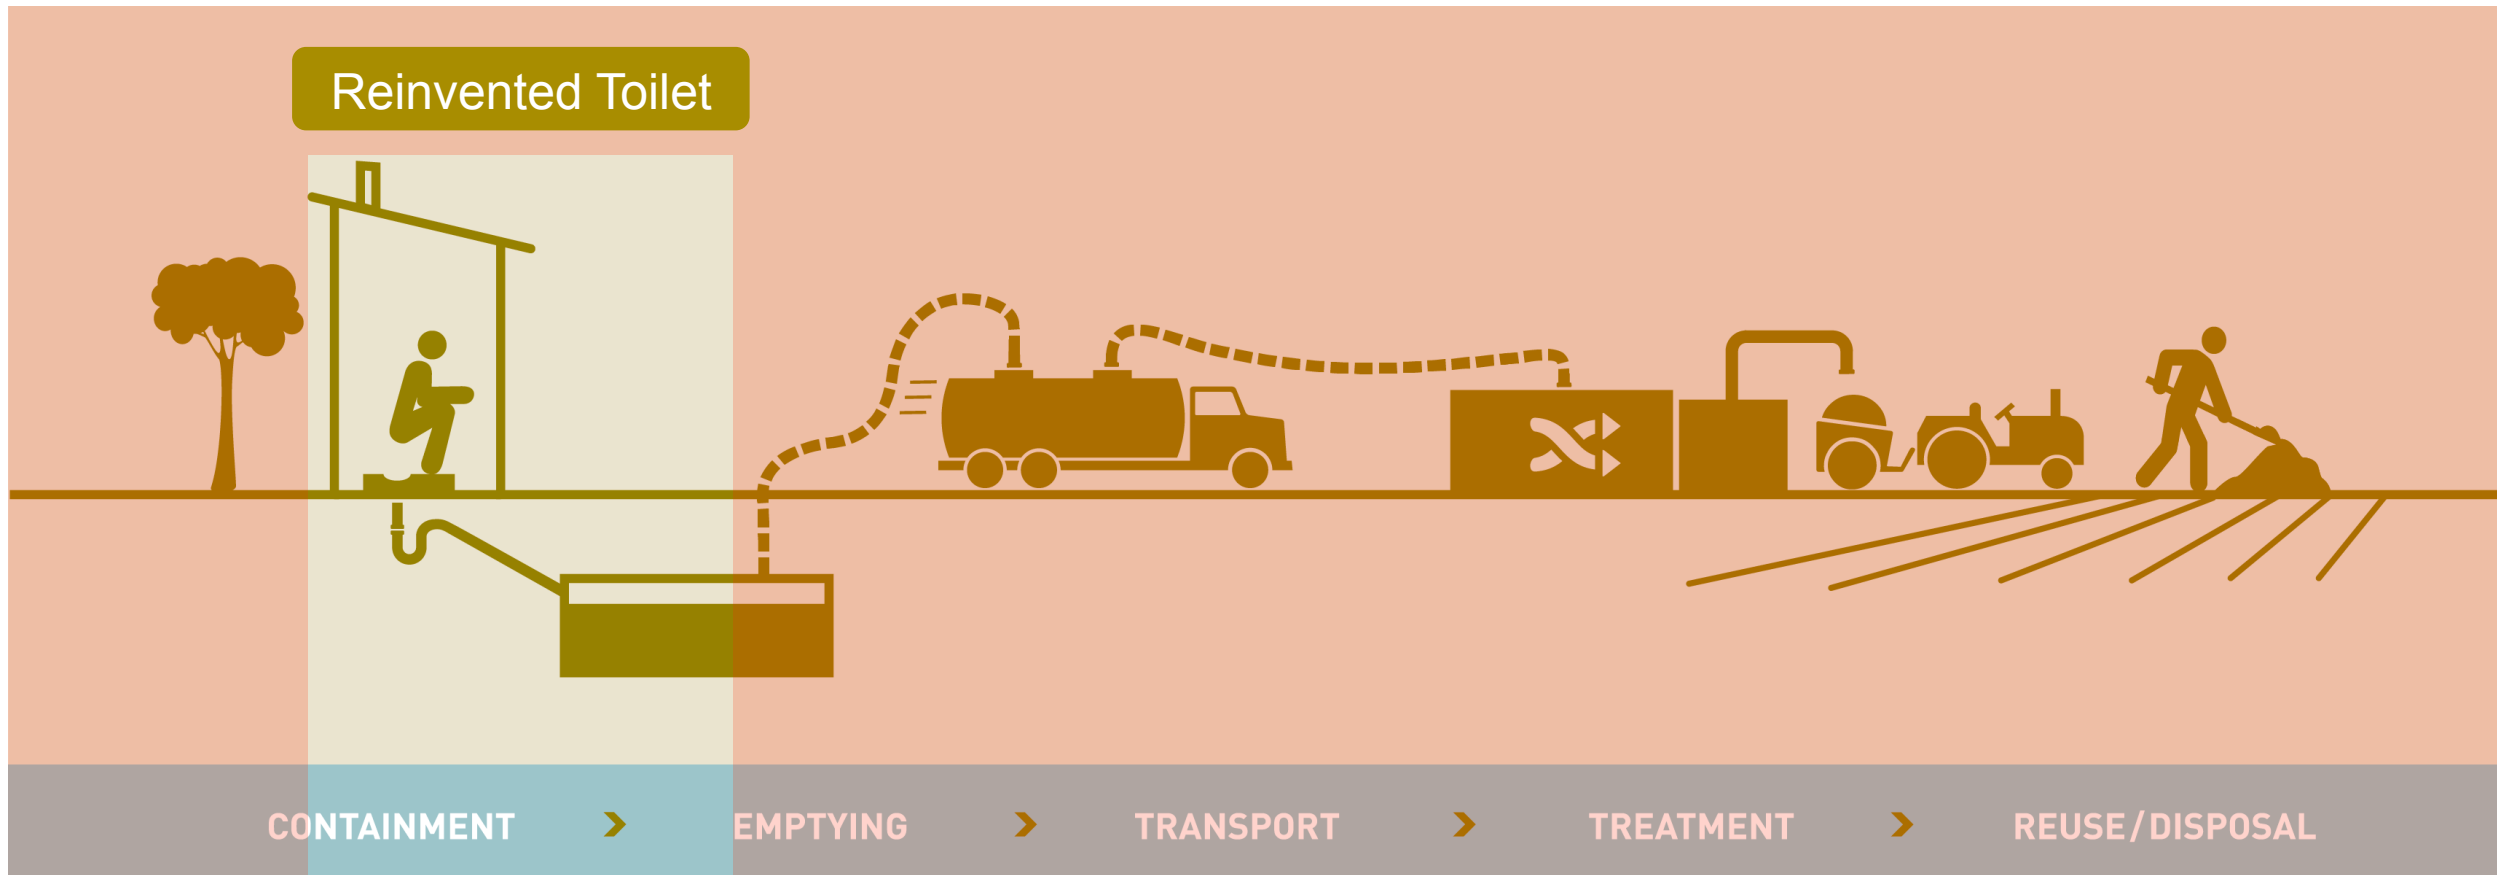 Reinvented Toilet
CONTAINMENT
EMPTYING
TRANSPORT
TREATMENT
REUSE/DISPOSAL